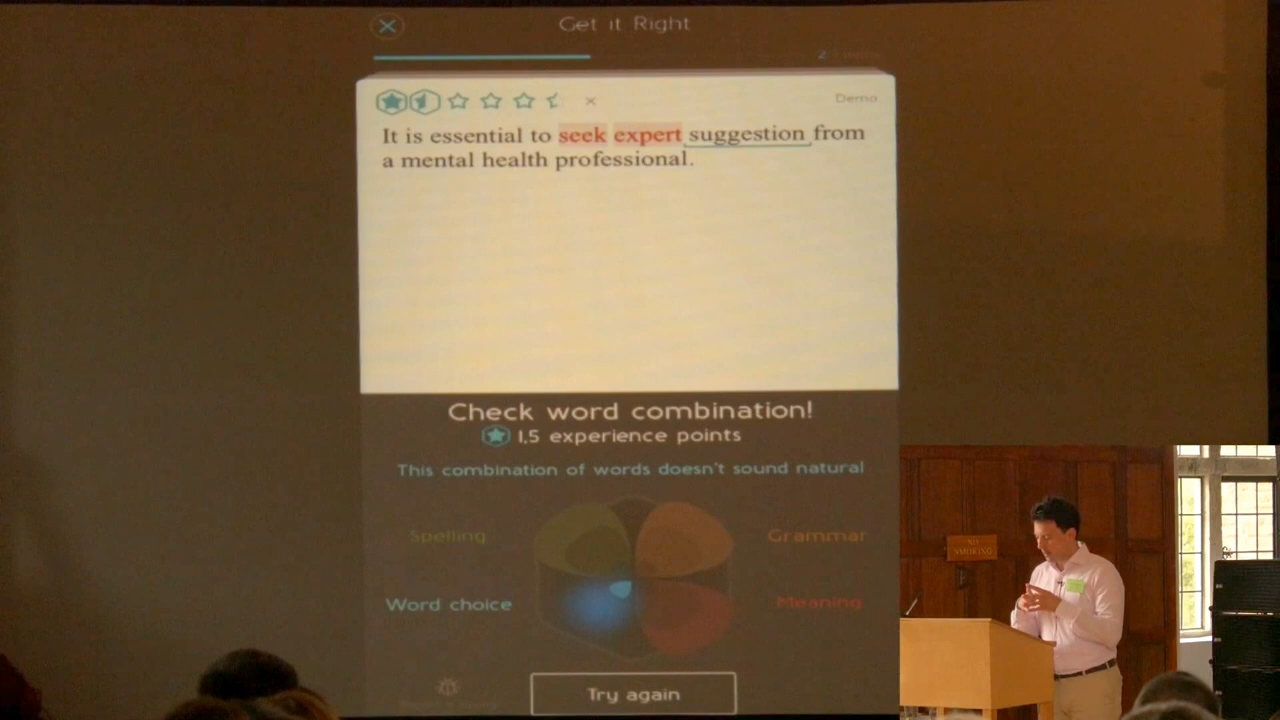 Get it Right
Demo
It is essential to seek expert suggestion from
a mental health professional.
Check word combination!
1,5 experience points
This combination of words doesn't sound natural
Spelling
Grammar
Word choice
Meaning
Try again
NO
SMOKING